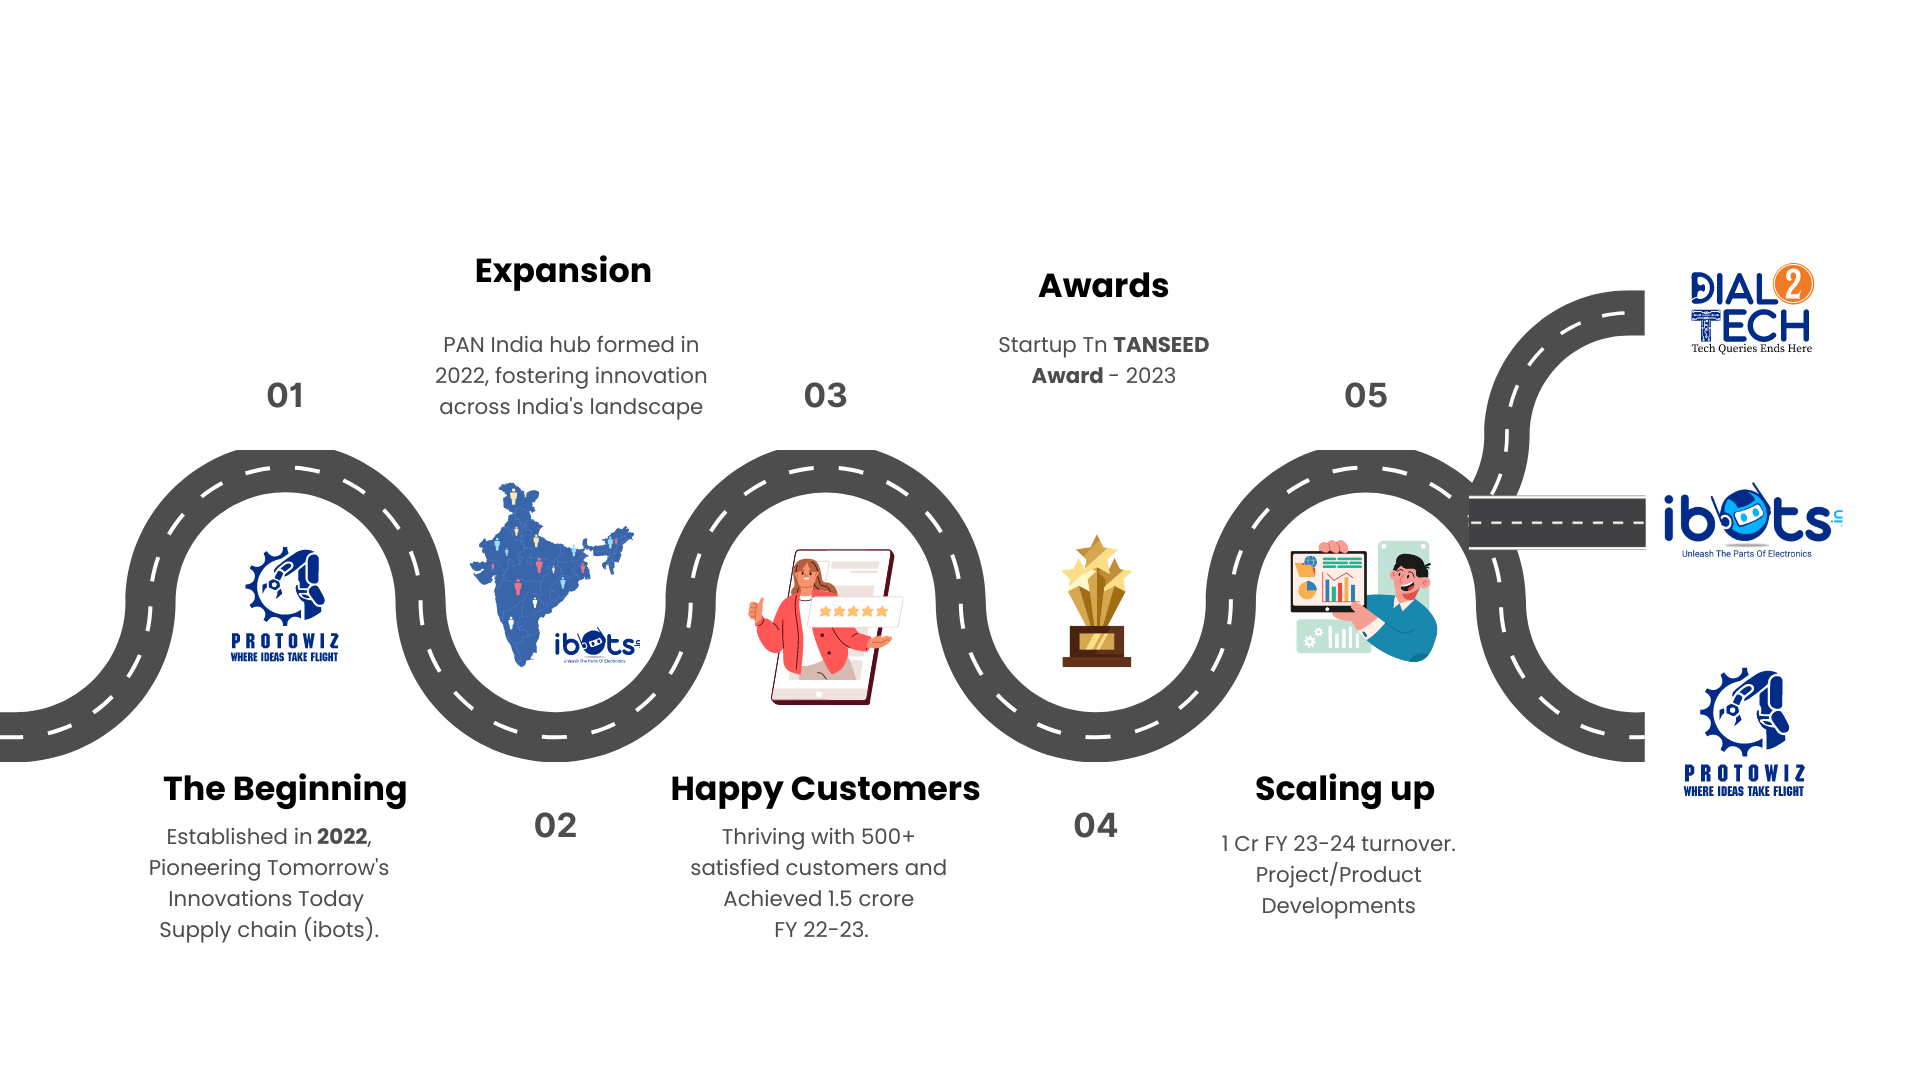 01
PROTOWIZ
WHERE IDEAS TAKE FLIGHT
The Beginning
Established in 2022,
Pioneering Tomorrow's
Innovations Today
Supply chain (ibots).
Expansion
PAN India hub formed in
2022, fostering innovation
across India's landscape
ibots.in
Unleash The Parts Of Electronics
02
03
Happy Customers
Thriving with 500+
satisfied customers and
Achieved 1.5 crore
FY 22-23.
Awards
Startup Tn TANSEED
Award - 2023
04
05
Scaling up
1 Cr FY 23-24 turnover.
Project/Product
Developments
DIAL 2
TECH
Tech Queries Ends Here
ibots.in
Unleash The Parts Of Electronics
PROTOWIZ
WHERE IDEAS TAKE FLIGHT